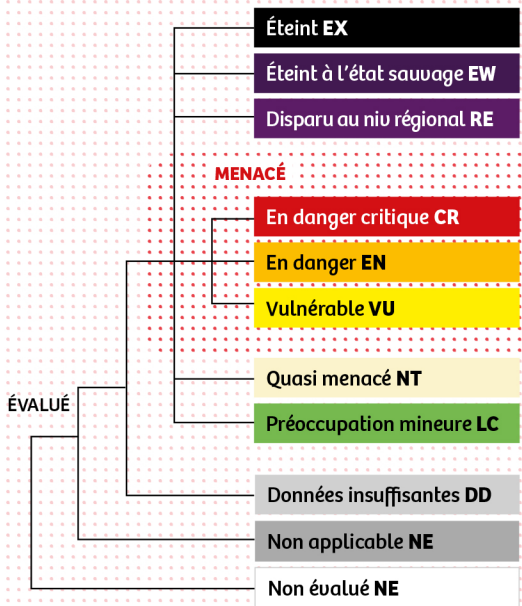 Éteint EX
Éteint à l'état sauvage EW
Disparu au niv régional RE
MENACÉ
En danger critique CR
En danger EN
Vulnérable VU
Quasi menacé NT
ÉVALUÉ
Préoccupation mineure LC
Données insuffisantes DD
Non applicable NE
Non évalué NE